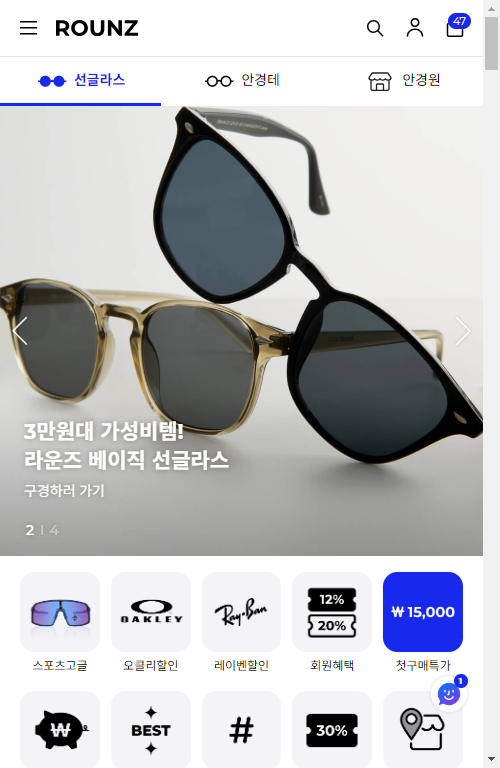 ROUNZ
47
선글라스
안경테
안경원
3만원대 가성비템!
라운즈 베이직 선글라스
구경하러 가기
2 | 4
OAKLEY
Ray-Ban
12%
20%
₩ 15,000
스포츠고글
오클리할인
레이벤할인
회원혜택
첫구매특가
1
₩
BEST
#
30%